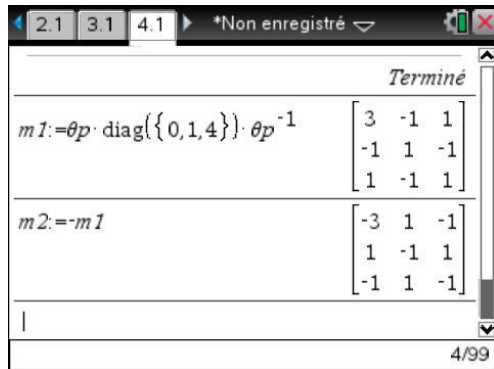 2.1 3.1 4.1 *Non enregistré
Terminé
m1:=θp·diag({0,1,4})·θp⁻¹
[3 -1 1
-1 1 -1
1 -1 1]
m2:=-m1
[-3 1 -1
1 -1 1
-1 1 -1]
4/99